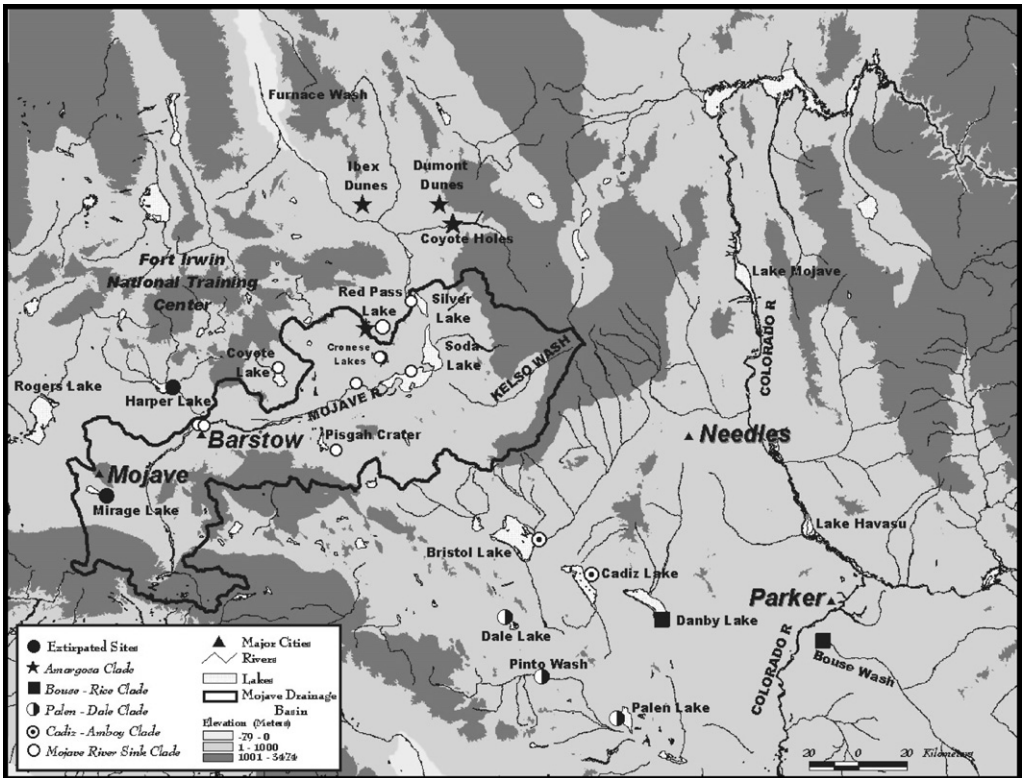 Furnace Wash
Ibex
Dunes
Dumont
Dunes
Coyote Holes
Fort Irwin
National Training
Center
Red Pass
Lake
Silver
Lake
Lake Mojave
COLORADO R
Cronese
Lakes
Soda
Lake
Coyote
Lake
KELSO WASH
Rogers Lake
Harper Lake
MOJAVE R
Barstow
Pisgah Crater
Needles
Mojave
Mirage Lake
Lake Havasu
Bristol Lake
Cadiz Lake
Parker
Danby Lake
Dale Lake
Bouse Wash
Pinto Wash
COLORADO R
Palen Lake
Extirpated Sites
Amargosa Clade
Bouse - Rice Clade
Palen - Dale Clade
Cadiz - Amboy Clade
Mojave River Sink Clade
Major Cities
Rivers
Lakes
Mojave Drainage
Basin
Elevation (Meters)
-79 - 0
1 - 1000
1001 - 3474
20 0 20 Kilometers